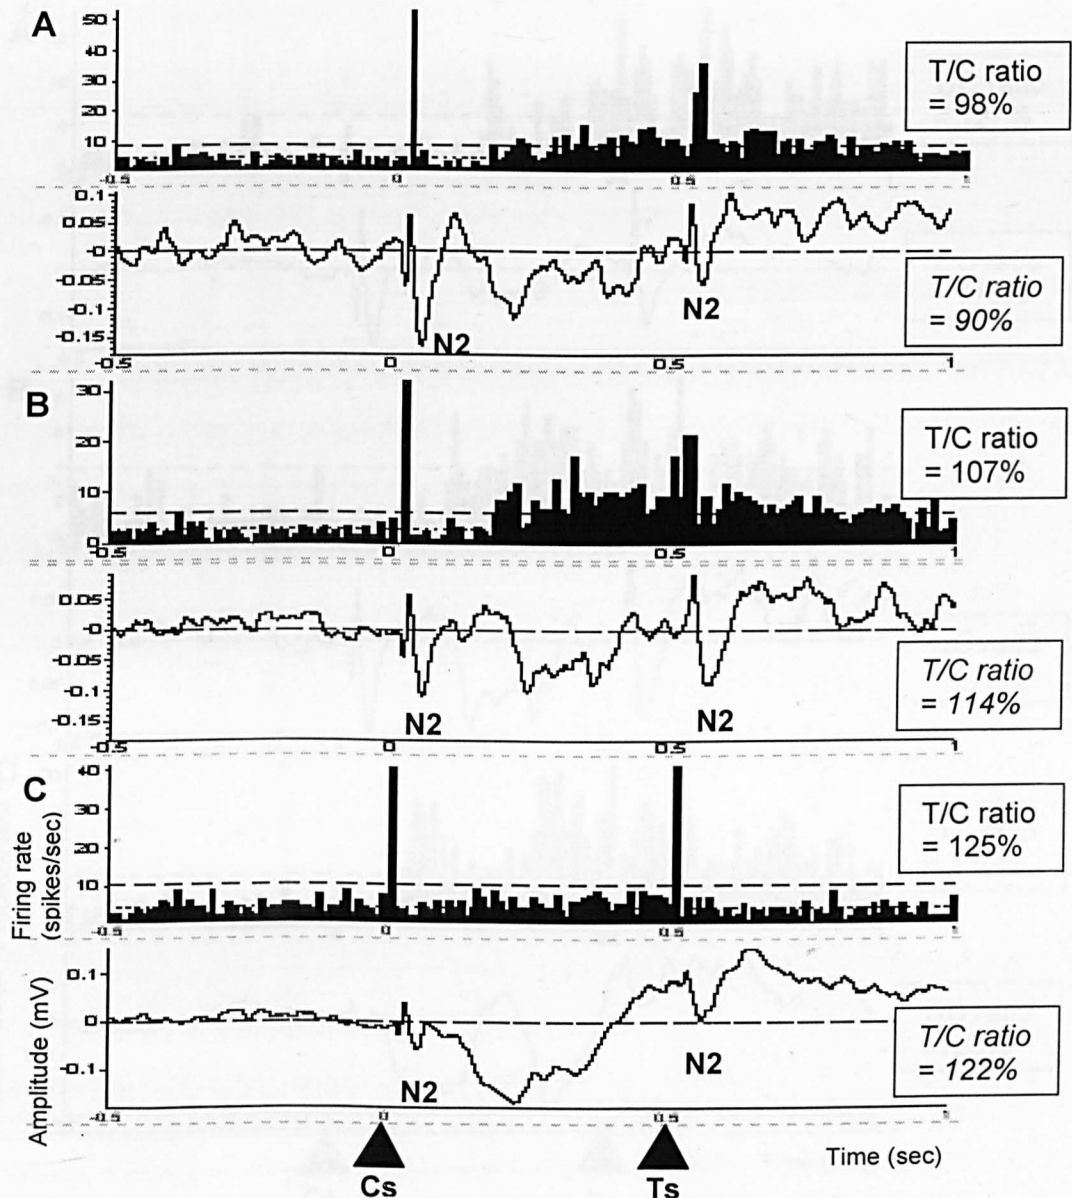 A
50
40
30
20
10
T/C ratio
= 98%
-0.5
0
0.5
1
0.1
0.05
0
-0.05
-0.1
-0.15
N2
N2
T/C ratio
= 90%
-0.5
0
0.5
1
B
30
20
10
0
T/C ratio
= 107%
-0.5
0
0.5
1
0.05
0
-0.05
-0.1
-0.15
N2
N2
T/C ratio
= 114%
-0.5
0
0.5
1
C
40
30
20
10
Firing rate
(spikes/sec)
T/C ratio
= 125%
-0.5
0
0.5
1
Amplitude (mV)
0.1
0
-0.1
N2
N2
T/C ratio
= 122%
-0.5
0
0.5
Time (sec)
Cs
Ts